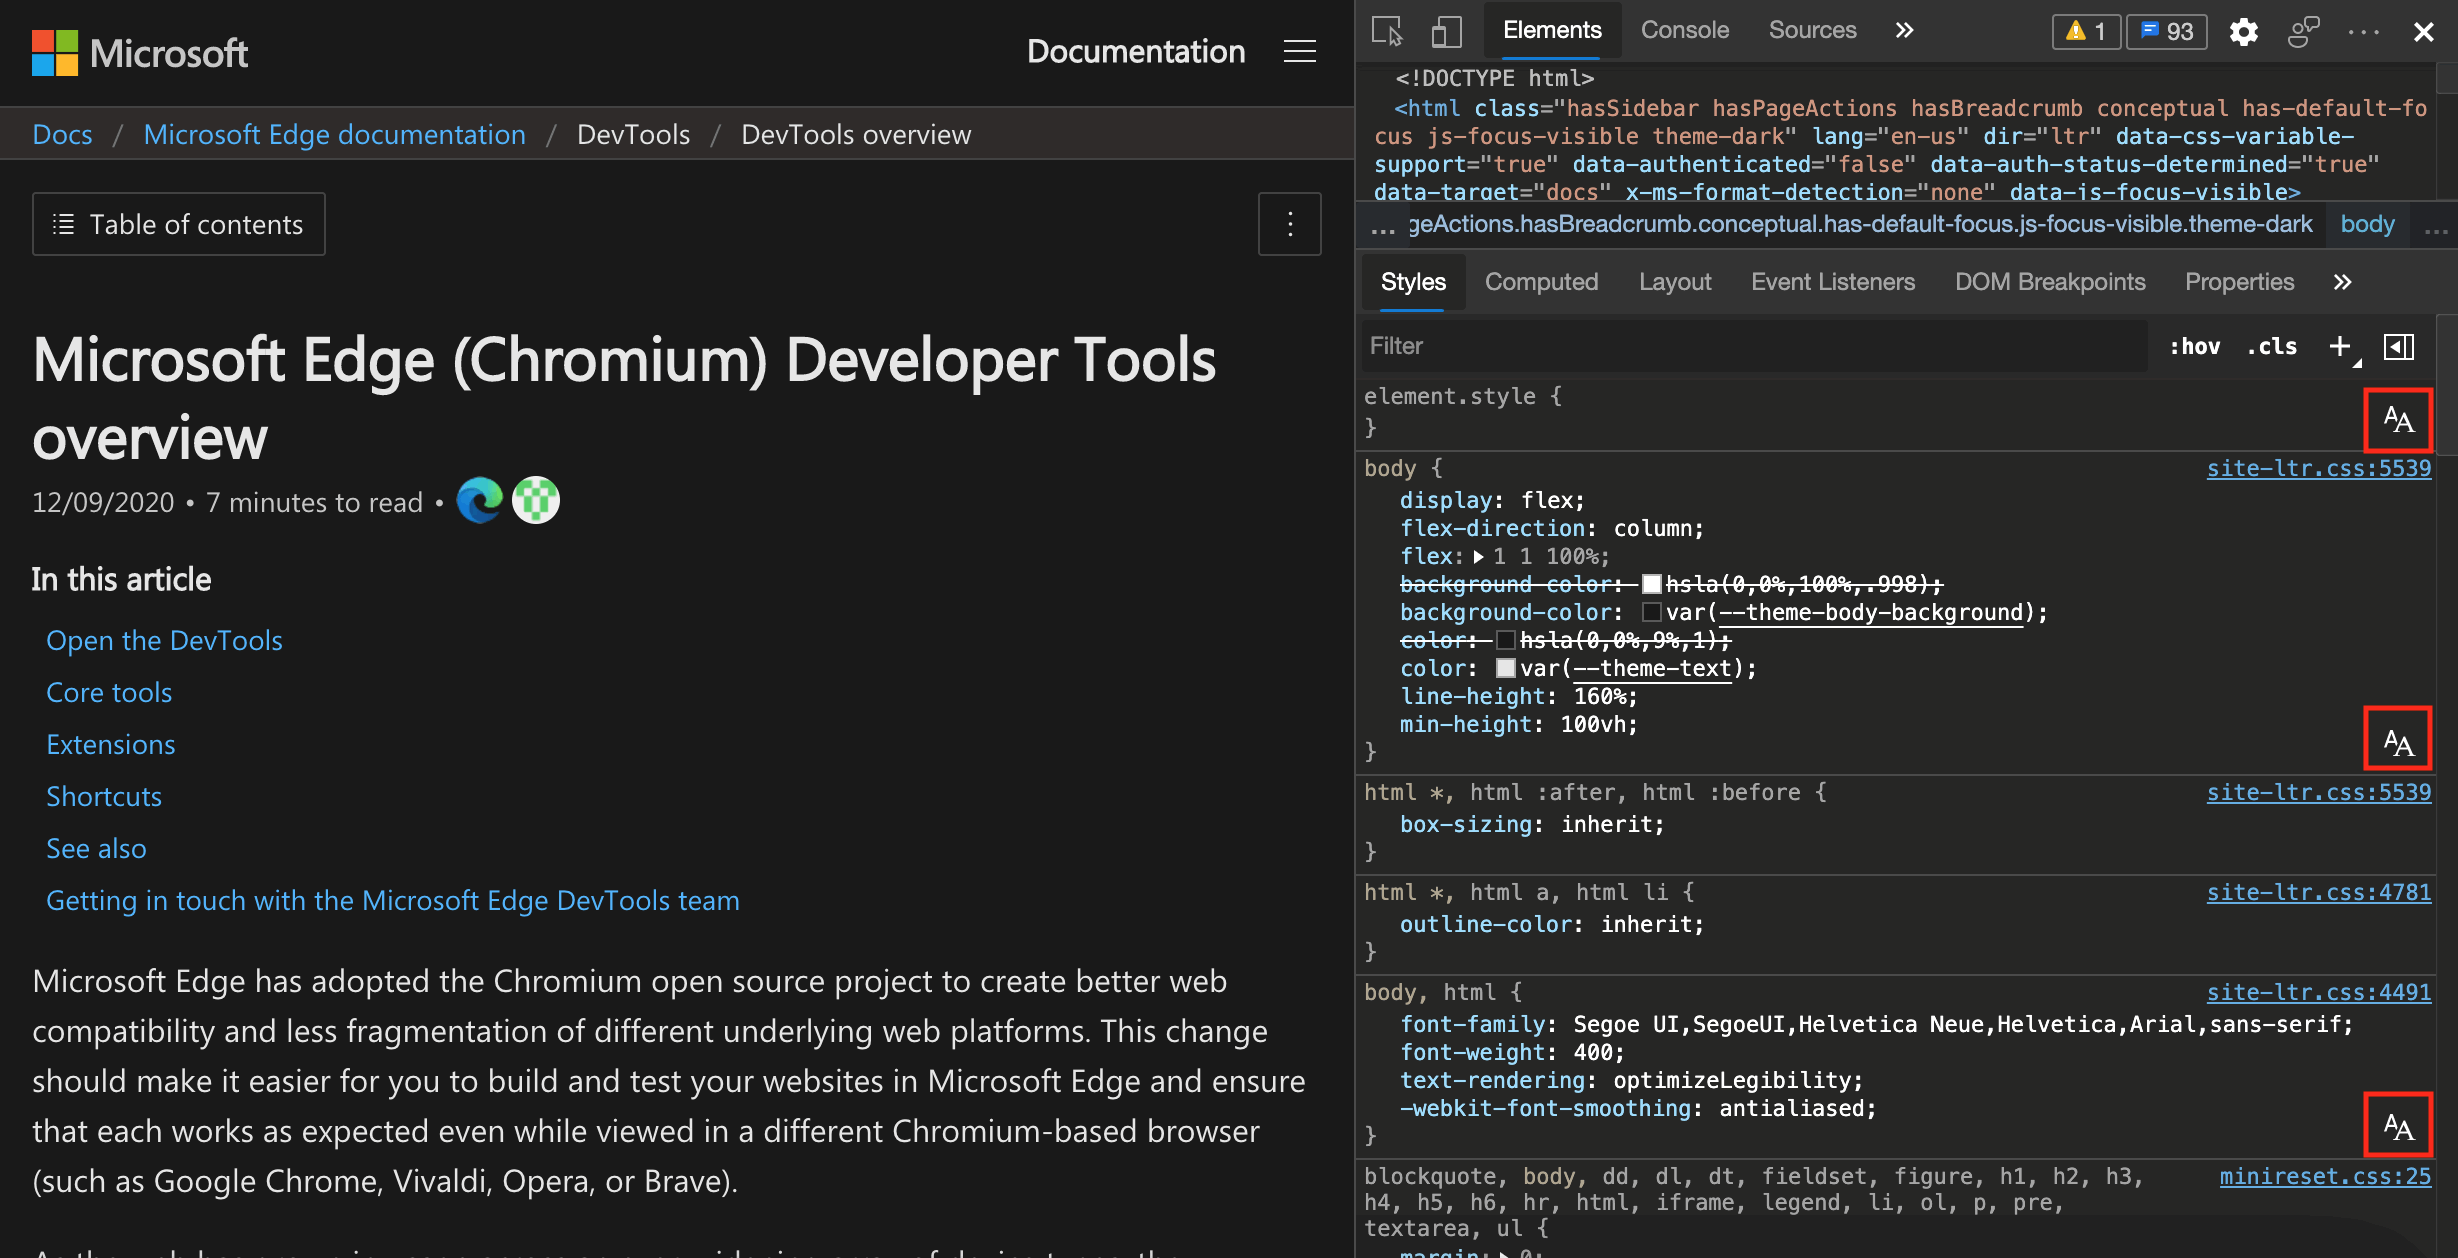 Microsoft
Documentation
Docs / Microsoft Edge documentation / DevTools / DevTools overview
Table of contents
Microsoft Edge (Chromium) Developer Tools
overview
12/09/2020 • 7 minutes to read •
In this article
Open the DevTools
Core tools
Extensions
Shortcuts
See also
Getting in touch with the Microsoft Edge DevTools team
Microsoft Edge has adopted the Chromium open source project to create better web
compatibility and less fragmentation of different underlying web platforms. This change
should make it easier for you to build and test your websites in Microsoft Edge and ensure
that each works as expected even while viewed in a different Chromium-based browser
(such as Google Chrome, Vivaldi, Opera, or Brave).
Elements Console Sources » 1 93
<!DOCTYPE html>
<html class="hasSidebar hasPageActions hasBreadcrumb conceptual has-default-fo
cus js-focus-visible theme-dark" lang="en-us" dir="ltr" data-css-variable-
support="true" data-authenticated="false" data-auth-status-determined="true"
data-target="docs" x-ms-format-detection="none" data-js-focus-visible>
... geActions.hasBreadcrumb.conceptual.has-default-focus.js-focus-visible.theme-dark body ...
Styles Computed Layout Event Listeners DOM Breakpoints Properties »
Filter :hov .cls +
element.style {
}
AA
body { site-ltr.css:5539
display: flex;
flex-direction: column;
flex: 1 1 100%;
background-color: hsla(0,0%,100%,.998);
background-color: var(--theme-body-background);
color: hsla(0,0%,9%,1);
color: var(--theme-text);
line-height: 160%;
min-height: 100vh;
}
AA
html *, html :after, html :before { site-ltr.css:5539
box-sizing: inherit;
}
html *, html a, html li { site-ltr.css:4781
outline-color: inherit;
}
body, html { site-ltr.css:4491
font-family: Segoe UI,SegoeUI,Helvetica Neue,Helvetica,Arial,sans-serif;
font-weight: 400;
text-rendering: optimizeLegibility;
-webkit-font-smoothing: antialiased;
}
AA
blockquote, body, dd, dl, dt, fieldset, figure, h1, h2, h3, minireset.css:25
h4, h5, h6, hr, html, iframe, legend, li, ol, p, pre,
textarea, ul {
margin: 0;